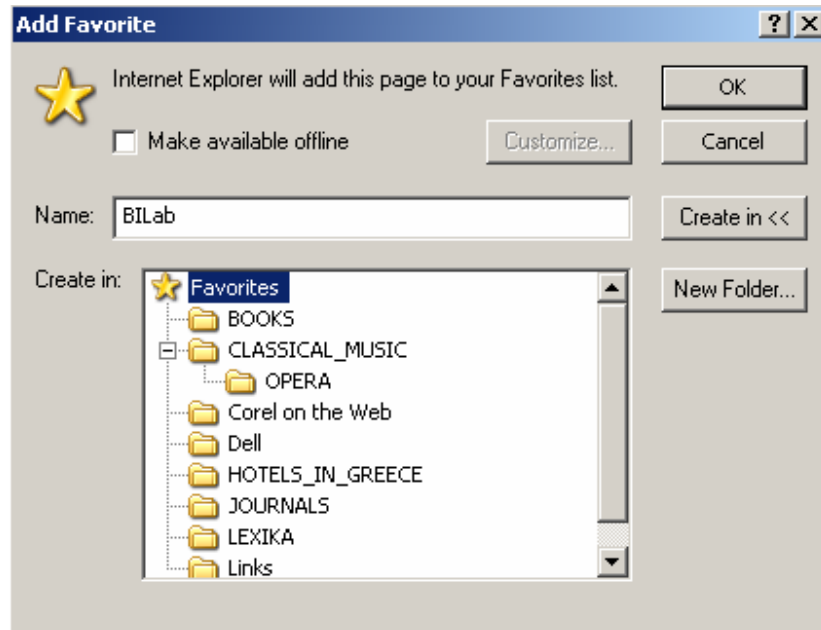 Add Favorite
Internet Explorer will add this page to your Favorites list.
OK
Make available offline
Customize...
Cancel
Name: BILab
Create in <<
Create in:
Favorites
New Folder...
BOOKS
CLASSICAL_MUSIC
OPERA
Corel on the Web
Dell
HOTELS_IN_GREECE
JOURNALS
LEXIKA
Links